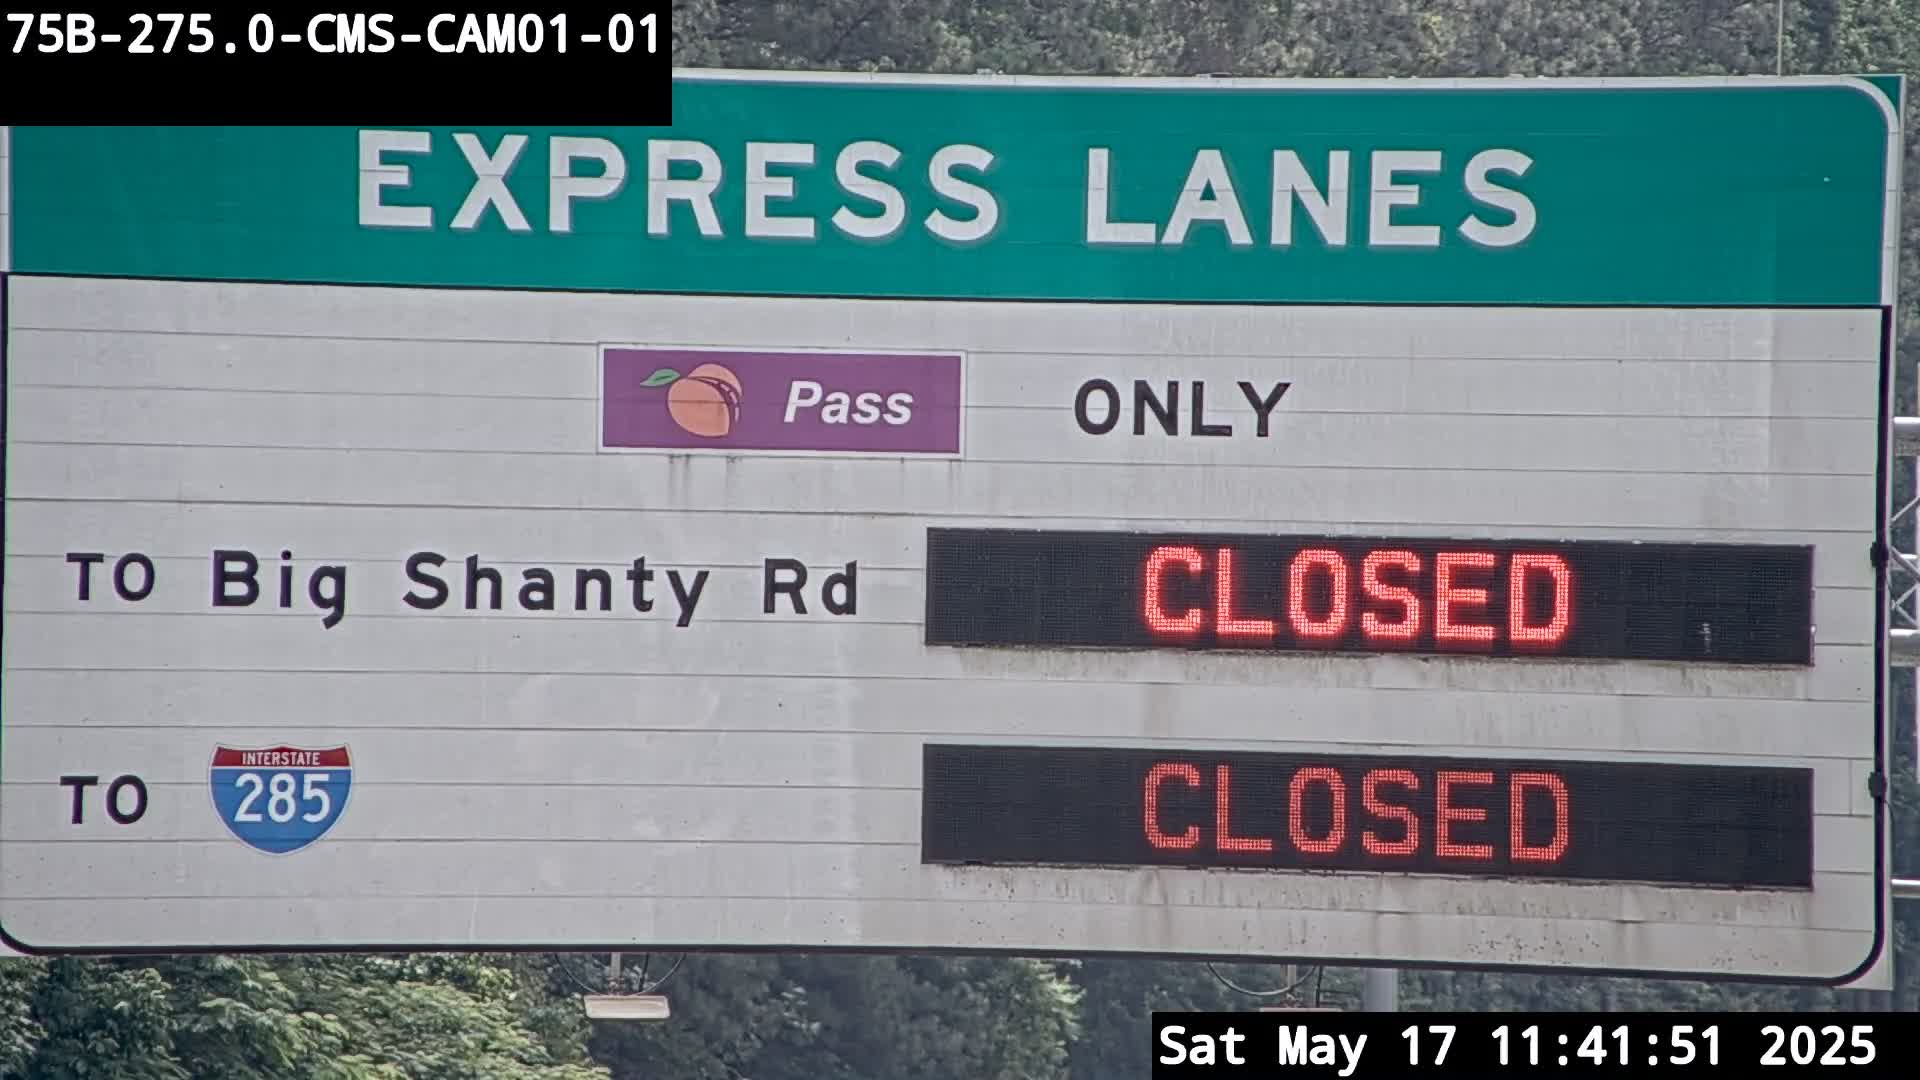 75B-275.0-CMS-CAM01-01
EXPRESS LANES
Pass ONLY
TO Big Shanty Rd CLOSED
TO INTERSTATE 285 CLOSED
Sat May 17 11:41:51 2025